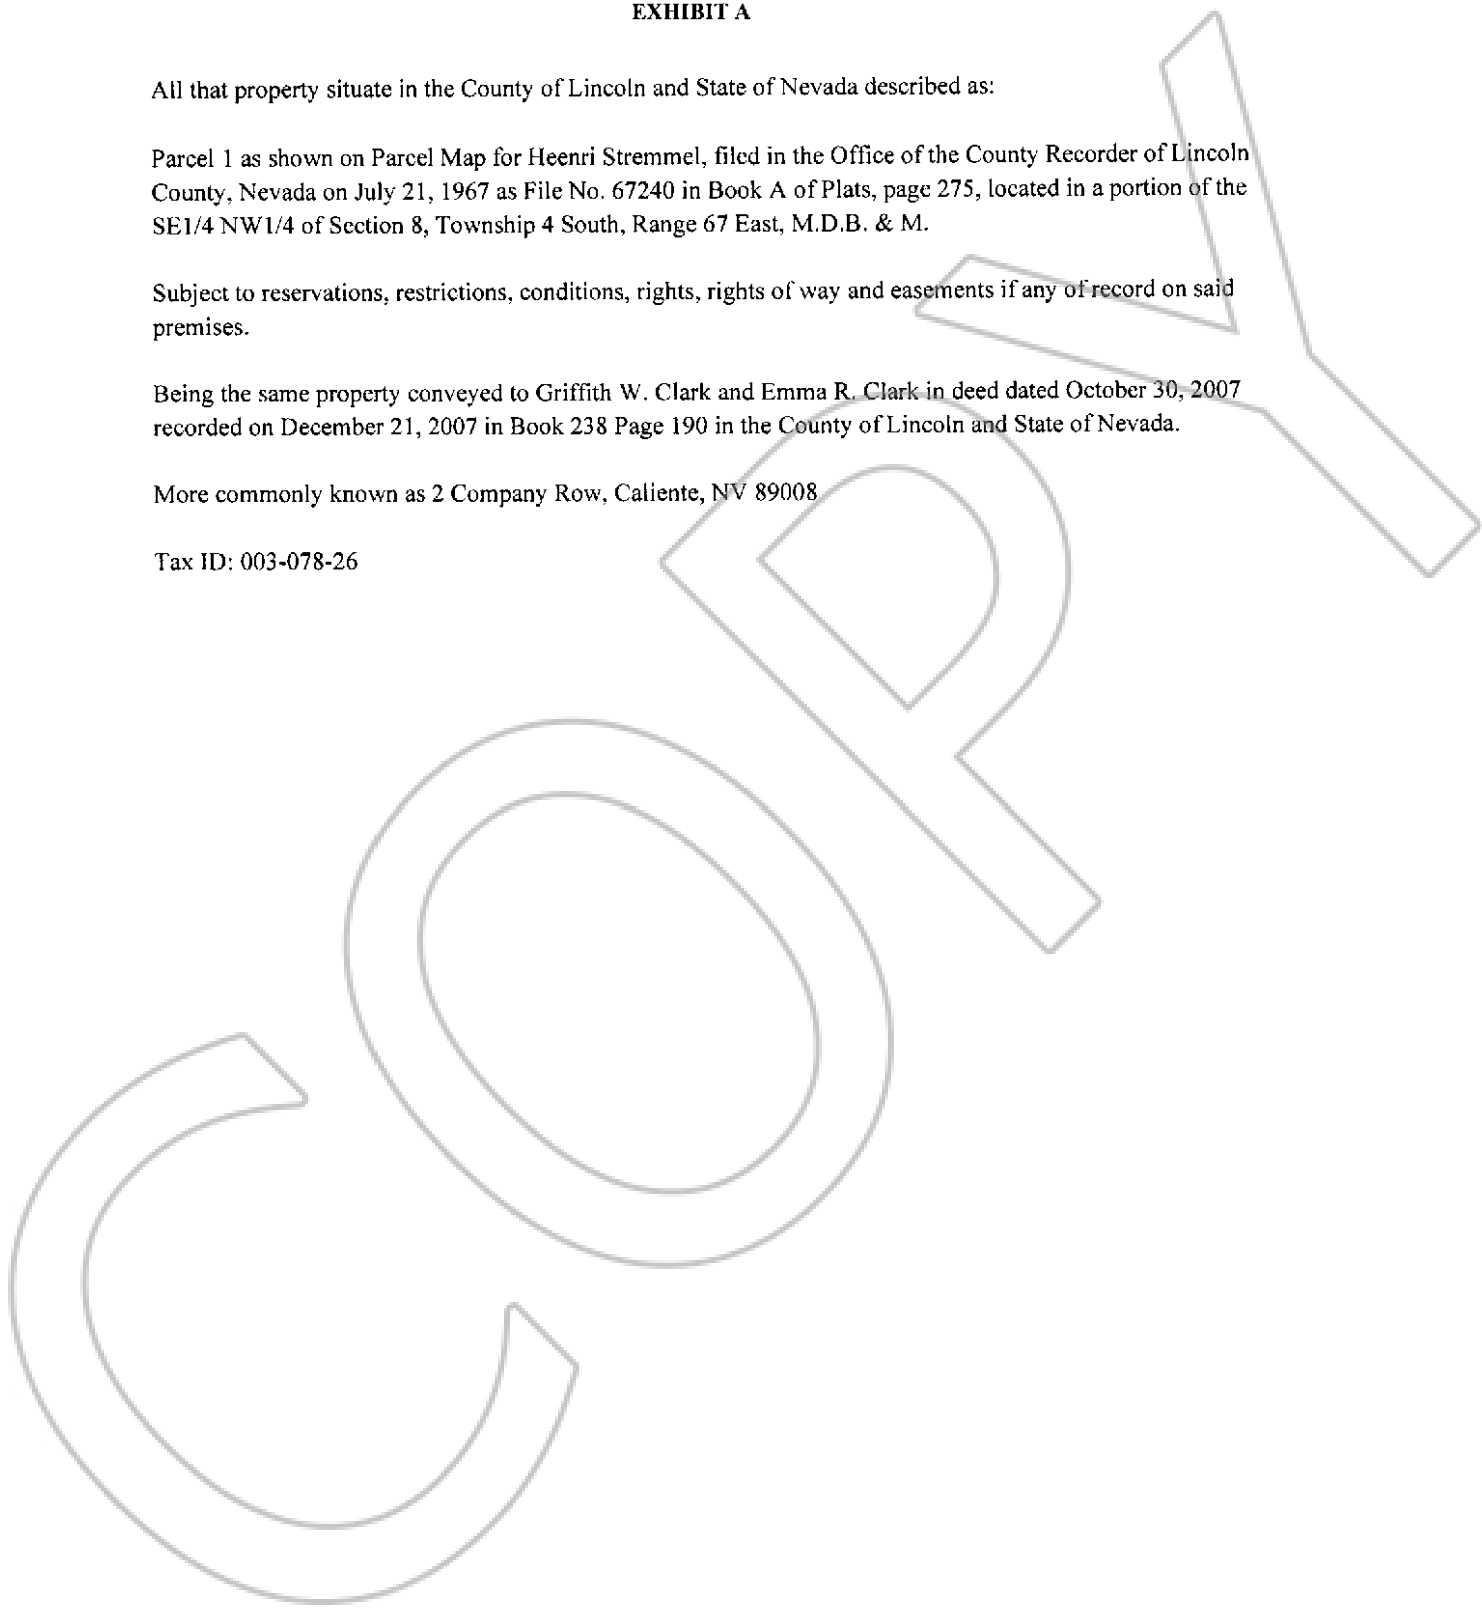 EXHIBIT A
All that property situate in the County of Lincoln and State of Nevada described as:
Parcel 1 as shown on Parcel Map for Heenri Stremmel, filed in the Office of the County Recorder of Lincoln
County, Nevada on July 21, 1967 as File No. 67240 in Book A of Plats, page 275, located in a portion of the
SE1/4 NW1/4 of Section 8, Township 4 South, Range 67 East, M.D.B. & M.
Subject to reservations, restrictions, conditions, rights, rights of way and easements if any of record on said
premises.
Being the same property conveyed to Griffith W. Clark and Emma R. Clark in deed dated October 30, 2007
recorded on December 21, 2007 in Book 238 Page 190 in the County of Lincoln and State of Nevada.
More commonly known as 2 Company Row, Caliente, NV 89008
Tax ID: 003-078-26
COPY